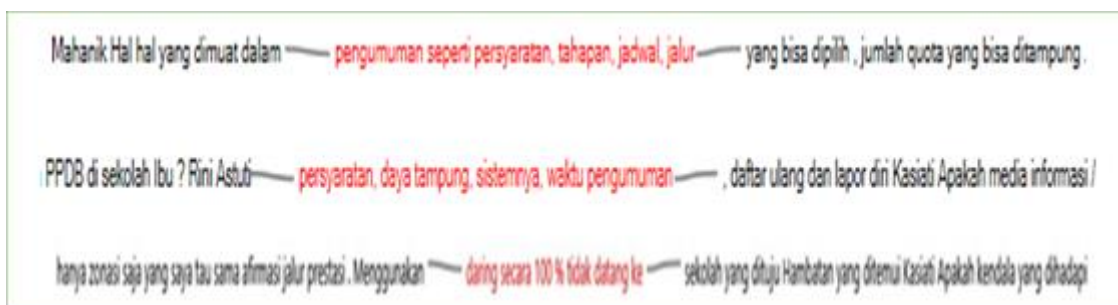 Mahanik Hal hal yang dimuat dalam pengumuman seperti persyaratan, tahapan, jadwal, jalur yang bisa dipilih , jumlah quota yang bisa ditampung .
PPDB di sekolah Ibu ? Rini Astuti persyaratan, daya tampung, sistemnya, waktu pengumuman , daftar ulang dan lapor diri Kasiati Apakah media informasi /
hanya zonasi saja yang saya tau sama afirmasi jalur prestasi . Menggunakan daring secara 100 % tidak datang ke sekolah yang dituju Hambatan yang ditemui Kasiati Apakah kendala yang dihadapi